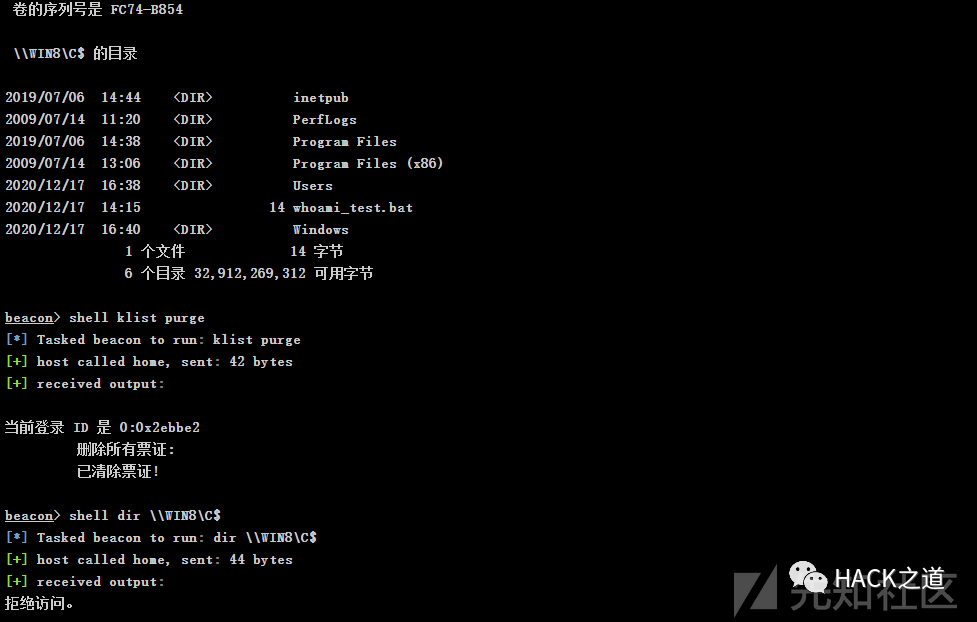 卷的序列号是 FC74-B854
\\WIN8\C$ 的目录
2019/07/06 14:44 <DIR> inetpub
2009/07/14 11:20 <DIR> PerfLogs
2019/07/06 14:38 <DIR> Program Files
2009/07/14 13:06 <DIR> Program Files (x86)
2020/12/17 16:38 <DIR> Users
2020/12/17 14:15 14 whoami_test.bat
2020/12/17 16:40 <DIR> Windows
1 个文件 14 字节
6 个目录 32,912,269,312 可用字节
beacon> shell klist purge
[*] Tasked beacon to run: klist purge
[+] host called home, sent: 42 bytes
[+] received output:
当前登录 ID 是 0:0x2ebbe2
删除所有票证:
已清除票证!
beacon> shell dir \\WIN8\C$
[*] Tasked beacon to run: dir \\WIN8\C$
[+] host called home, sent: 44 bytes
[+] received output:
拒绝访问。
HACK之道
先知社区